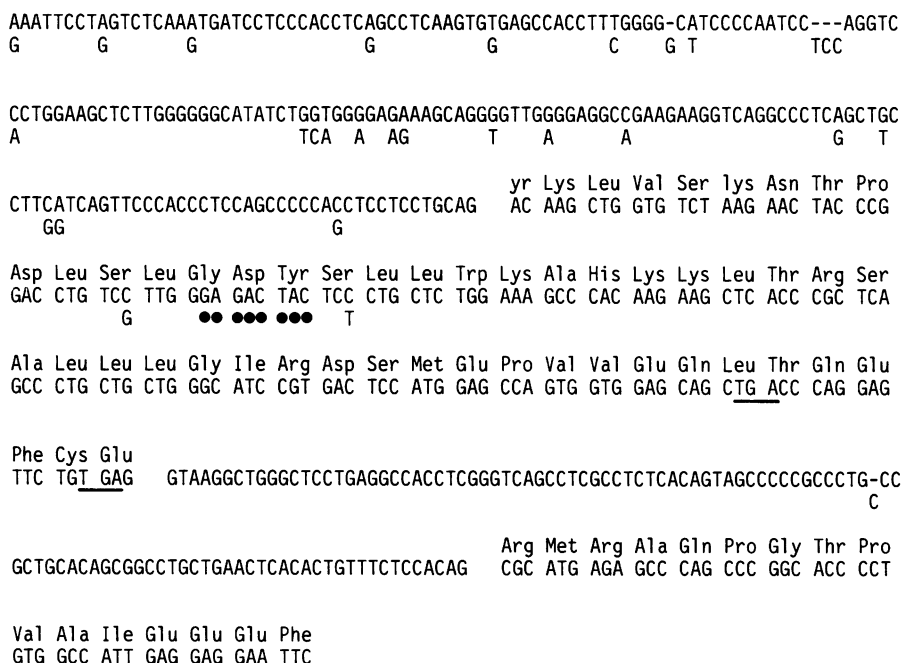 AAATTCCTAGTCTCAAATGATCCTCCCACCTCAGCCTCAAGTGTGAGCCACCTTTGGGG-CATCCCCAATCC---AGGTC
G G G G G C G T TCC
CCTGGAAGCTCTTGGGGGGCATATCTGGTGGGGAGAAAGCAGGGGTTGGGGAGGCCGAAGAAGGTCAGGCCCTCAGCTGC
A TCA A AG T A A G T
yr Lys Leu Val Ser lys Asn Thr Pro
CTTCATCAGTTCCCACCCTCCAGCCCCCACCTCCTCCTGCAG AC AAG CTG GTG TCT AAG AAC TAC CCG
GG G
Asp Leu Ser Leu Gly Asp Tyr Ser Leu Leu Trp Lys Ala His Lys Lys Leu Thr Arg Ser
GAC CTG TCC TTG GGA GAC TAC TCC CTG CTC TGG AAA GCC CAC AAG AAG CTC ACC CGC TCA
G ●● ●●● ●●● T
Ala Leu Leu Leu Gly Ile Arg Asp Ser Met Glu Pro Val Val Glu Gln Leu Thr Gln Glu
GCC CTG CTG CTG GGC ATC CGT GAC TCC ATG GAG CCA GTG GTG GAG CAG CTG ACC CAG GAG
Phe Cys Glu
TTC TGT GAG GTAAGGCTGGGCTCCTGAGGCCACCTCGGGTCAGCCTCGCCTCTCACAGTAGCCCCCGCCCTG-CC
C
Arg Met Arg Ala Gln Pro Gly Thr Pro
GCTGCACAGCGGCCTGCTGAACTCACACTGTTTCTCCACAG CGC ATG AGA GCC CAG CCC GGC ACC CCT
Val Ala Ile Glu Glu Glu Phe
GTG GCC ATT GAG GAG GAA TTC